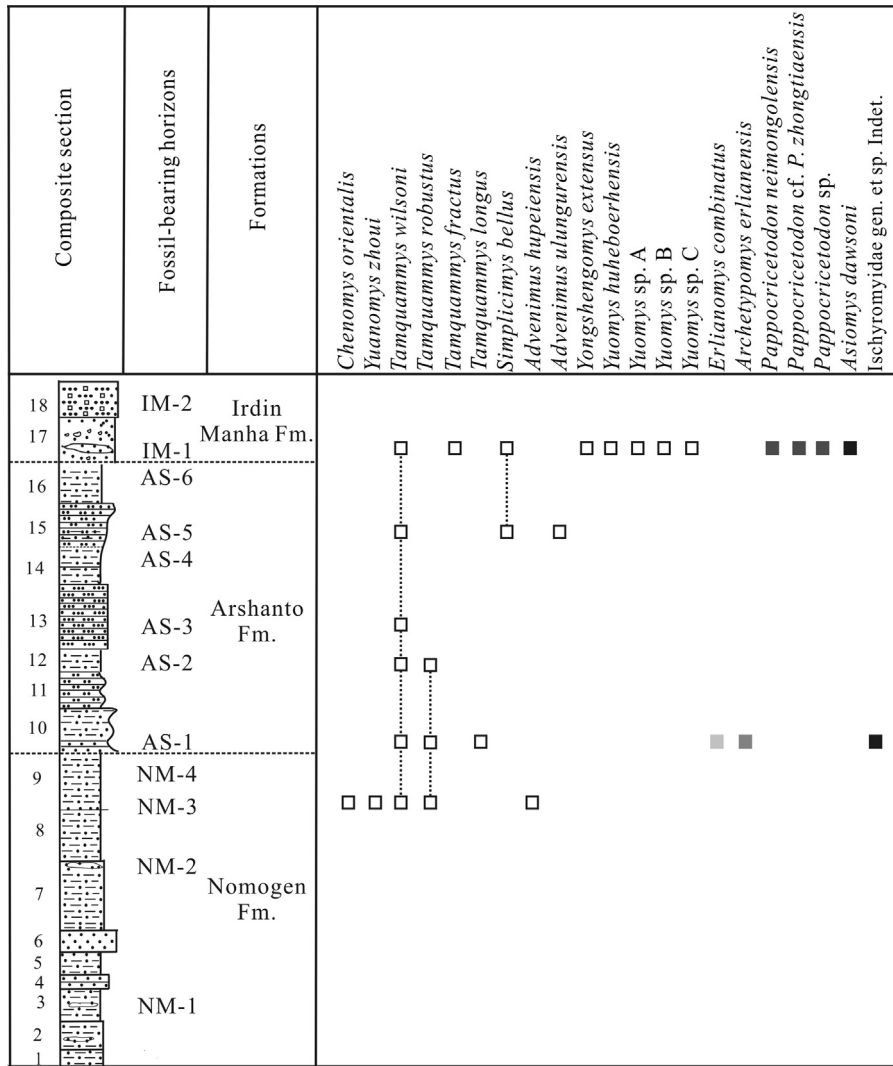 Composite section
Fossil-bearing horizons
Formations
Chenomys orientalis
Yuanomys zhoui
Tamquammys wilsoni
Tamquammys robustus
Tamquammys fractus
Tamquammys longus
Simplicimys bellus
Advenimus hupeiensis
Advenimus ulungurensis
Yongshengomys extensus
Yuomys huheboerhensis
Yuomys sp. A
Yuomys sp. B
Yuomys sp. C
Erlianomys combinatus
Archetypomys erlianensis
Pappocricetodon neimongolensis
Pappocricetodon cf. P. zhongtiaensis
Pappocricetodon sp.
Asiomys dawsoni
Ischyromyidae gen. et sp. Indet.
18
IM-2
Irdin
Manha Fm.
17
IM-1
16
AS-6
15
AS-5
AS-4
14
13
AS-3
Arshanto
Fm.
12
AS-2
11
10
AS-1
9
NM-4
NM-3
8
NM-2
7
Nomogen
Fm.
6
5
4
3
NM-1
2
1